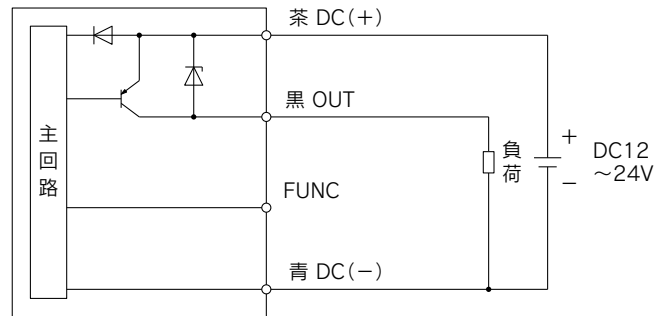 茶 DC(+)
黒 OUT
主回路
負荷
+
−
DC12
～24V
FUNC
青 DC(−)